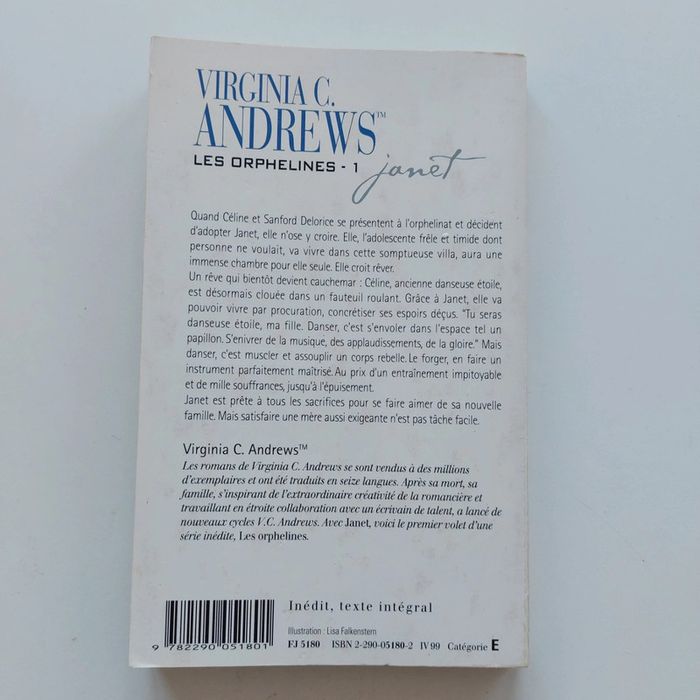 VIRGINIA C.
ANDREWS™
LES ORPHELINES - 1 janet
Quand Céline et Sanford Delorice se présentent à l'orphelinat et décident
d'adopter Janet, elle n'ose y croire. Elle, l'adolescente frêle et timide dont
personne ne voulait, va vivre dans cette somptueuse villa, aura une
immense chambre pour elle seule. Elle croit rêver.
Un rêve qui bientôt devient cauchemar : Céline, ancienne danseuse étoile,
est désormais clouée dans un fauteuil roulant. Grâce à Janet, elle va
pouvoir vivre par procuration, concrétiser ses espoirs déçus. "Tu seras
danseuse étoile, ma fille. Danser, c'est s'envoler dans l'espace tel un
papillon. S'enivrer de la musique, des applaudissements, de la gloire." Mais
danser, c'est muscler et assouplir un corps rebelle. Le forger, en faire un
instrument parfaitement maîtrisé. Au prix d'un entraînement impitoyable
et de mille souffrances, jusqu'à l'épuisement.
Janet est prête à tous les sacrifices pour se faire aimer de sa nouvelle
famille. Mais satisfaire une mère aussi exigeante n'est pas tâche facile.
Virginia C. Andrews™
Les romans de Virginia C. Andrews se sont vendus à des millions
d'exemplaires et ont été traduits en seize langues. Après sa mort, sa
famille, s'inspirant de l'extraordinaire créativité de la romancière et
travaillant en étroite collaboration avec un écrivain de talent, a lancé de
nouveaux cycles V.C. Andrews. Avec Janet, voici le premier volet d'une
série inédite, Les orphelines.
Inédit, texte intégral
Illustration : Lisa Falkenstern
FJ 5180 ISBN 2-290-05180-2 IV 99 Catégorie E
9 782290 051801